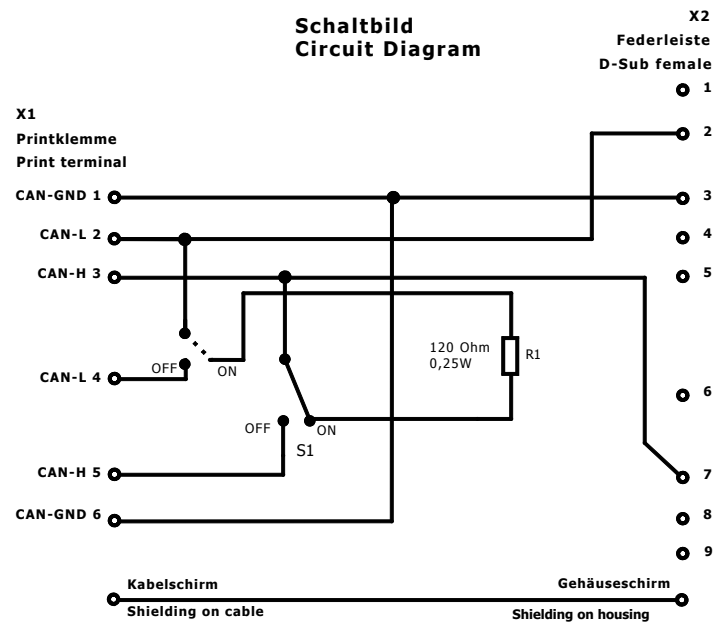 Schaltbild
Circuit Diagram
X2
Federleiste
D-Sub female
1
2
3
4
5
6
7
8
9
X1
Printklemme
Print terminal
CAN-GND 1
CAN-L 2
CAN-H 3
CAN-L 4
CAN-H 5
CAN-GND 6
OFF
ON
OFF
ON
S1
120 Ohm
0,25W
R1
Kabelschirm
Shielding on cable
Gehäuseschirm
Shielding on housing